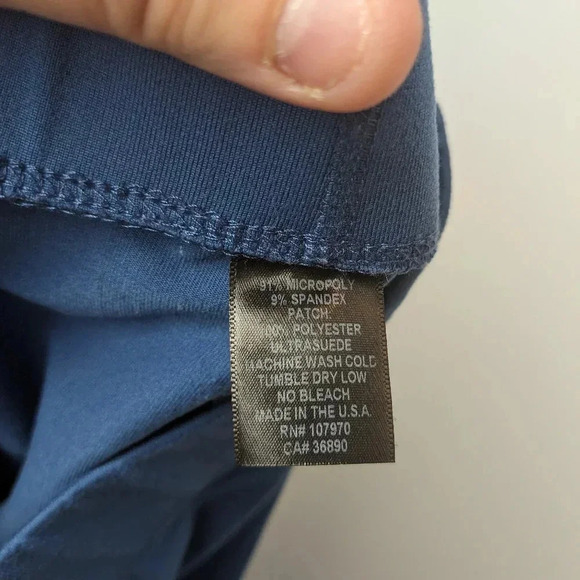 91% MICROPOLY
9% SPANDEX
PATCH:
100% POLYESTER
ULTRASUEDE
MACHINE WASH COLD
TUMBLE DRY LOW
NO BLEACH
MADE IN THE U.S.A.
RN# 107970
CA# 36890